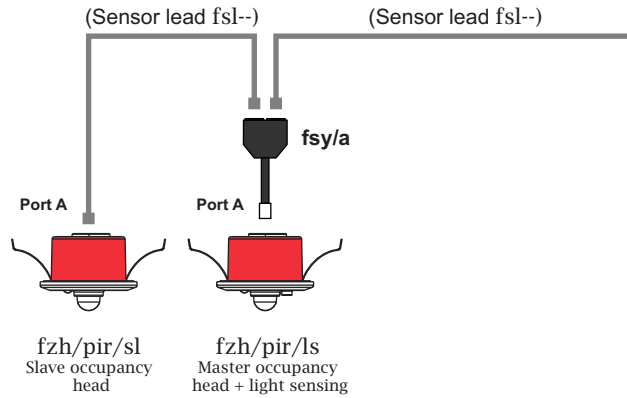 (Sensor lead fsl--)
(Sensor lead fsl--)
fsy/a
Port A
Port A
fzh/pir/sl
Slave occupancy
head
fzh/pir/ls
Master occupancy
head + light sensing